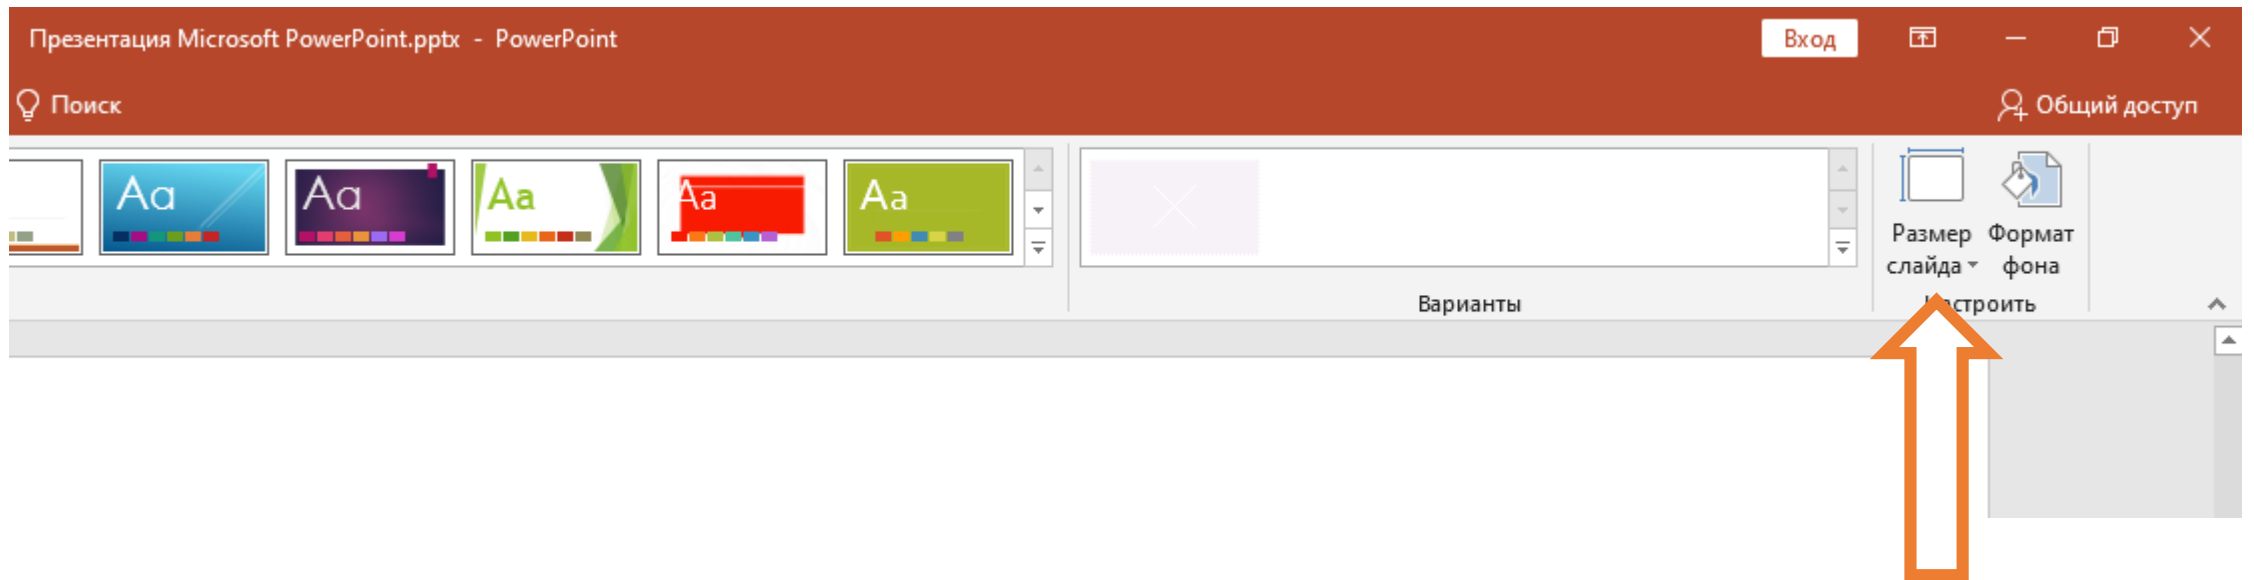 Презентация Microsoft PowerPoint.pptx - PowerPoint
Вход
Поиск
Общий доступ
Aa
Aa
Aa
Aa
Aa
Размер
слайда
Формат
фона
Варианты